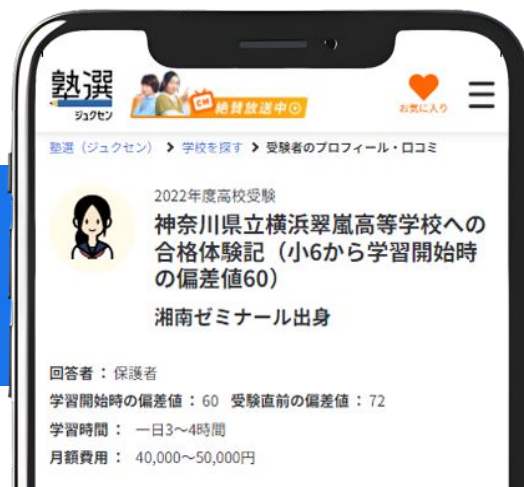 塾選
ジュクセン
CM 絶賛放送中
お気に入り
塾選（ジュクセン） > 学校を探す > 受験者のプロフィール・口コミ
2022年度高校受験
神奈川県立横浜翠嵐高等学校への
合格体験記（小6から学習開始時
の偏差値60）
湘南ゼミナール出身
回答者：保護者
学習開始時の偏差値：60 受験直前の偏差値：72
学習時間： 一日3～4時間
月額費用： 40,000～50,000円